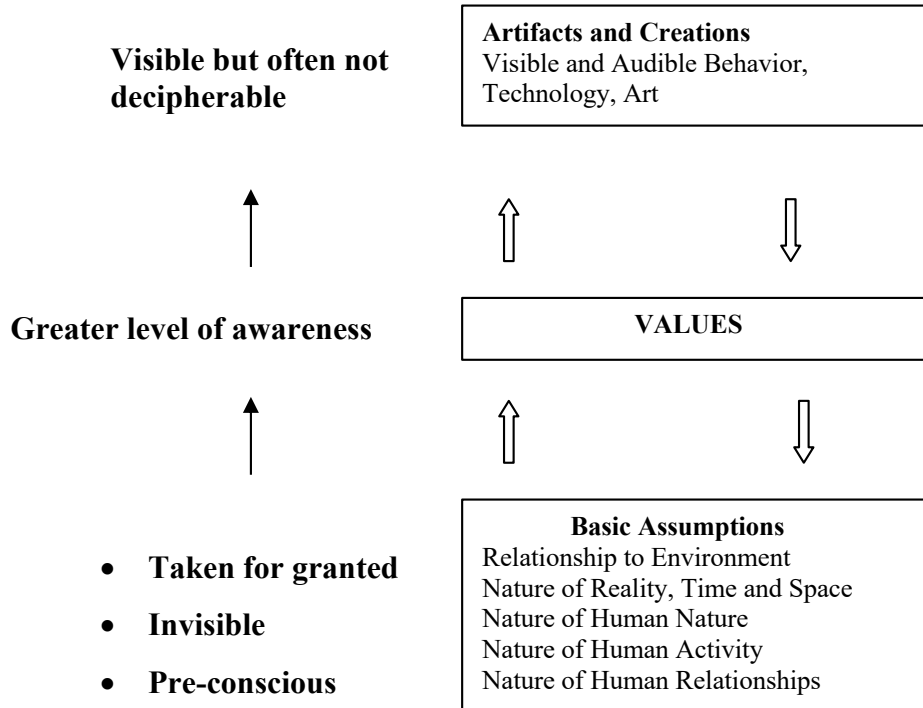 Visible but often not
decipherable
Artifacts and Creations
Visible and Audible Behavior,
Technology, Art
Greater level of awareness
VALUES
• Taken for granted
• Invisible
• Pre-conscious
Basic Assumptions
Relationship to Environment
Nature of Reality, Time and Space
Nature of Human Nature
Nature of Human Activity
Nature of Human Relationships